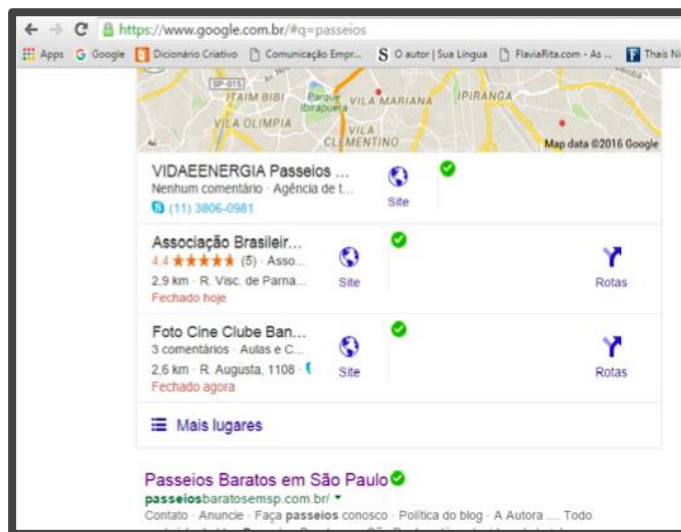 https://www.google.com.br/#q=passeios
Apps Google Dicionário Criativo Comunicação Empr... S O autor | Sua Língua FlaviaRita.com - As ... Thaís Ni
SP-015
ITAIM BIBI
Parque Ibirapuera
VILA MARIANA
IPIRANGA
VILA OLIMPIA
VILA CLEMENTINO
Map data ©2016 Google
VIDAEENERGIA Passeios ...
Nenhum comentário · Agência de t...
(11) 3806-0981
Site
Associação Brasileir...
4,4 (5) · Asso...
2,9 km · R. Visc. de Parna...
Fechado hoje
Site
Rotas
Foto Cine Clube Ban...
3 comentários · Aulas e C...
2,6 km · R. Augusta, 1108 ·
Fechado agora
Site
Rotas
Mais lugares
Passeios Baratos em São Paulo
passeiosbaratosemsp.com.br/
Contato · Anuncie · Faça passeios conosco · Política do blog · A Autora .... Todo